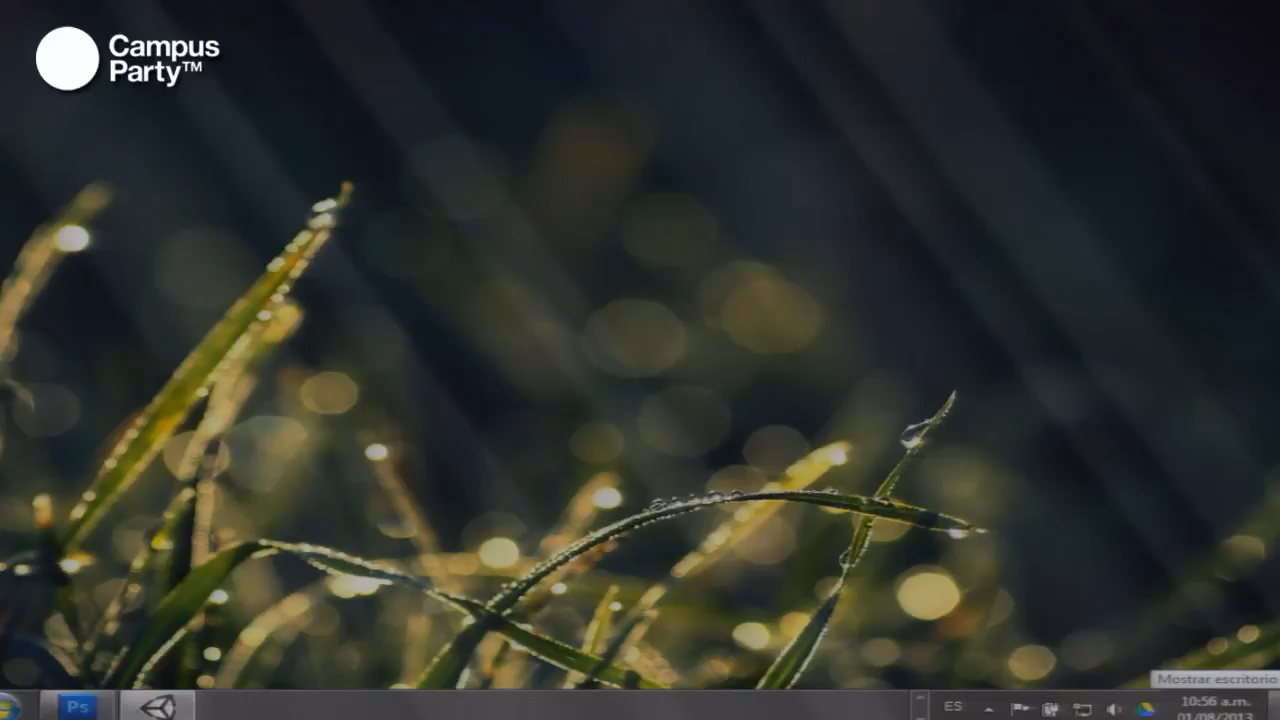 Campus
Party™
Mostrar escritorio
Ps
ES
10:56 a.m.
01/08/2013